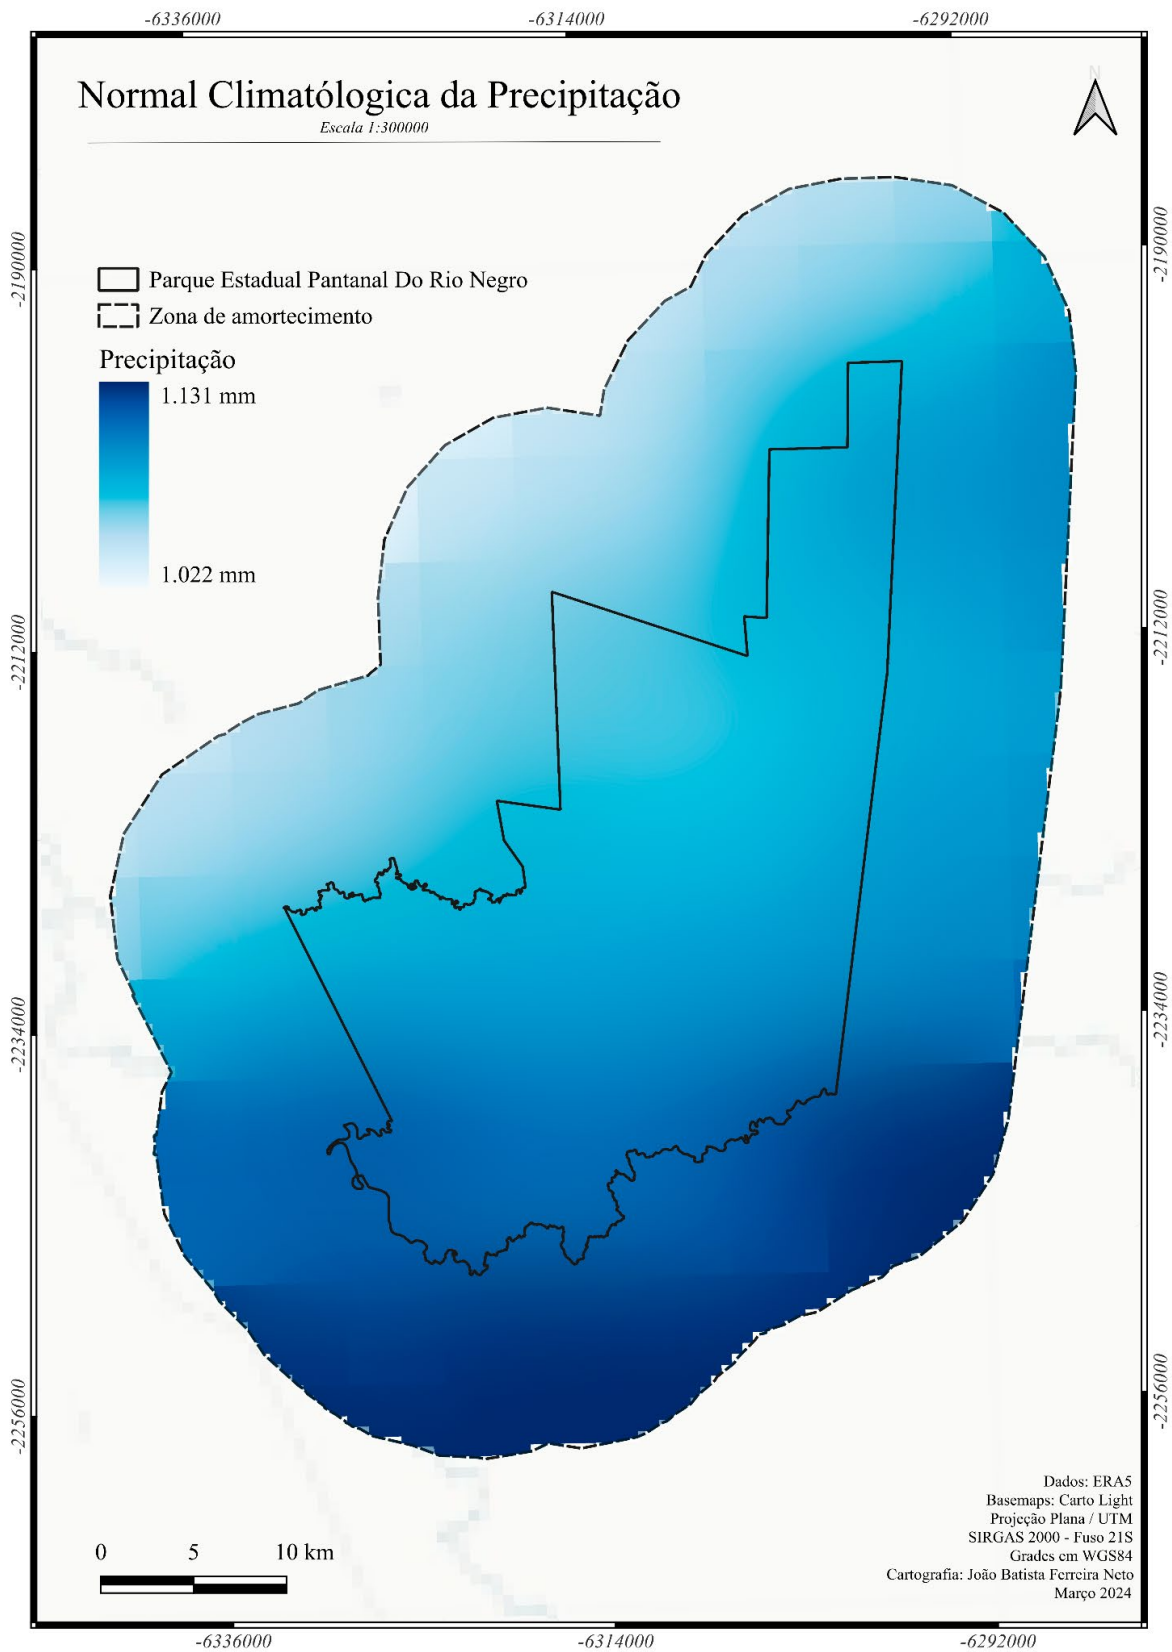 -6336000
-6314000
-6292000
N
Normal Climatólogica da Precipitação
Escala 1:300000
-2190000
-2190000
Parque Estadual Pantanal Do Rio Negro
Zona de amortecimento
Precipitação
1.131 mm
1.022 mm
-2212000
-2212000
-2234000
-2234000
-2256000
-2256000
Dados: ERA5
Basemaps: Carto Light
Projeção Plana / UTM
SIRGAS 2000 - Fuso 21S
Grades em WGS84
Cartografia: João Batista Ferreira Neto
Março 2024
0 5 10 km
-6336000
-6314000
-6292000